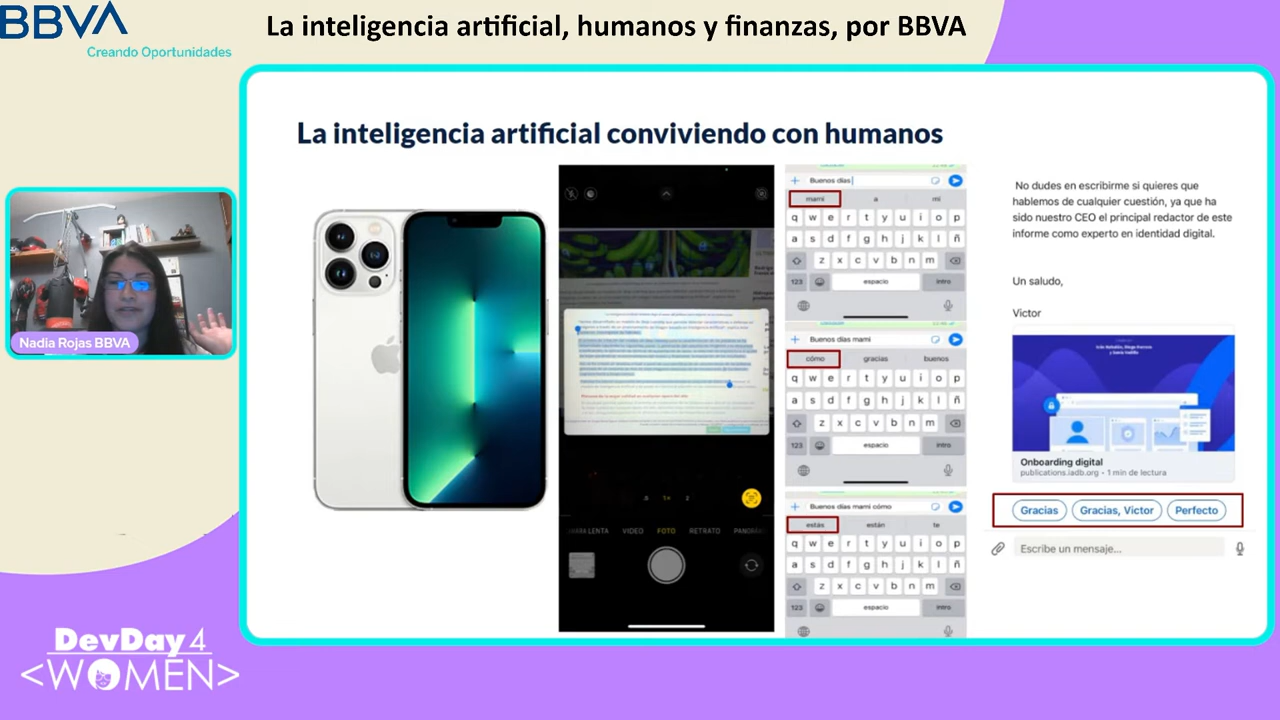 BBVA
Creando Oportunidades
La inteligencia artificial, humanos y finanzas, por BBVA
La inteligencia artificial conviviendo con humanos
Nadia Rojas BBVA
DevDay4
<WOMEN>
1x
2
VIDEO
FOTO
RETRATO
Buenos días
mami
a
mi
q w e r t y u i o p
a s d f g h j k l ñ
z x c v b n m
123
espacio
intro
Buenos días mami
cómo
gracias
buenos
q w e r t y u i o p
a s d f g h j k l ñ
z x c v b n m
123
espacio
intro
Buenos días mami cómo
estás
están
te
q w e r t y u i o p
a s d f g h j k l ñ
z x c v b n m
123
espacio
intro
No dudes en escribirme si quieres que
hablemos de cualquier cuestión, ya que ha
sido nuestro CEO el principal redactor de este
informe como experto en identidad digital.
Un saludo,
Victor
Onboarding digital
publications.iadb.org • 1 min de lectura
Gracias
Gracias, Victor
Perfecto
Escribe un mensaje...